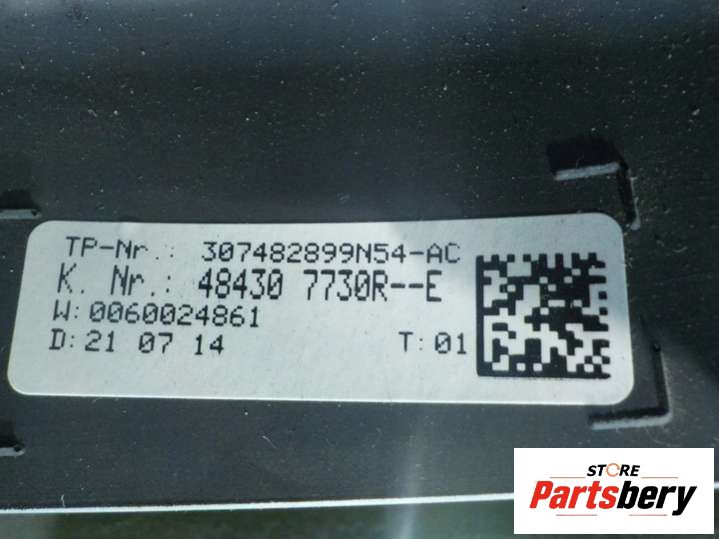 TP-Nr.: 307482899N54-AC
K. Nr.: 48430 7730R--E
W:0060024861
D:21 07 14 T:01
STORE
Partsbery